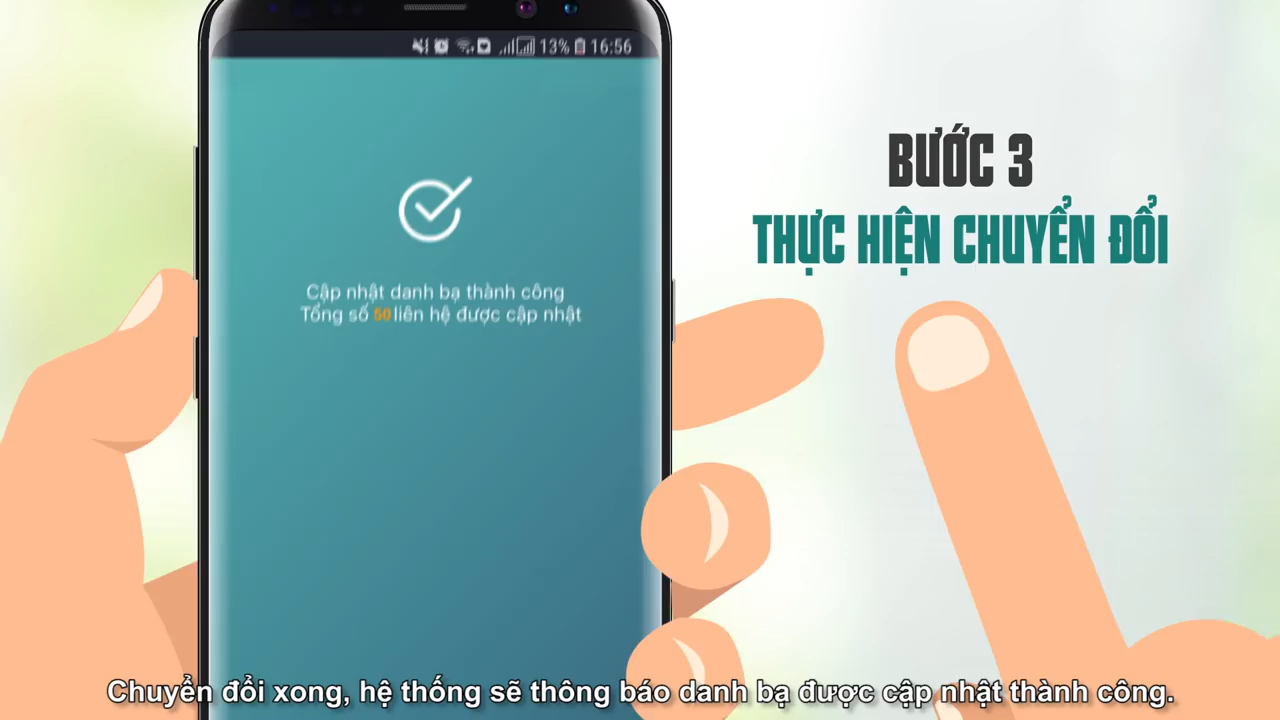 13% 16:56
BƯỚC 3
THỰC HIỆN CHUYỂN ĐỔI
Cập nhật danh bạ thành công
Tổng số 50 liên hệ được cập nhật
Chuyển đổi xong, hệ thống sẽ thông báo danh bạ được cập nhật thành công.